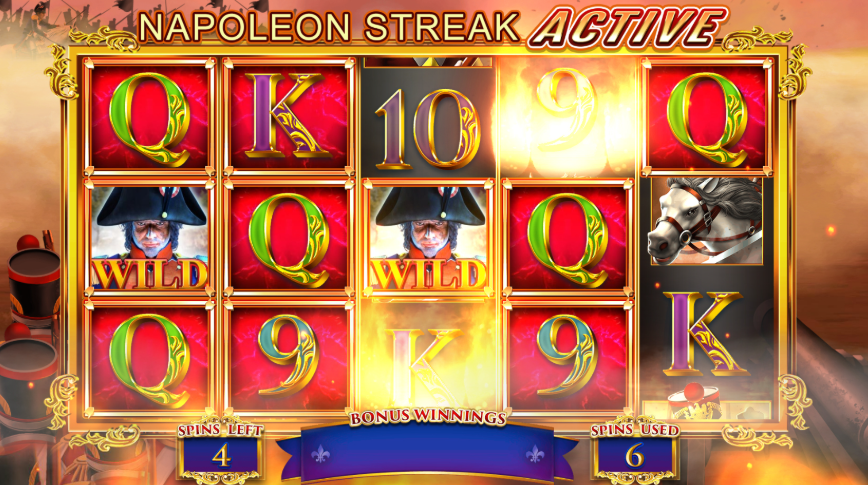 NAPOLEON STREAK ACTIVE
Q K 10 9 Q
WILD Q WILD Q
Q 9 K 9 K
SPINS LEFT BONUS WINNINGS SPINS USED
4 6